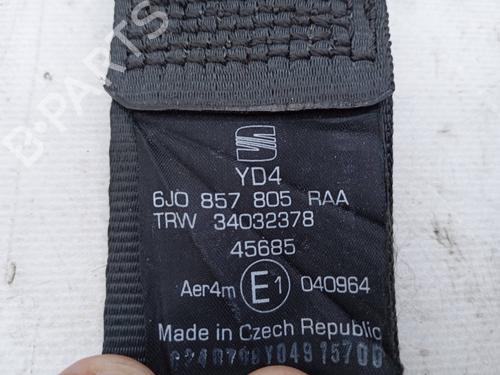 B-PARTS
YD4
6J0 857 805 RAA
TRW 34032378
45685
Aer4m E1 040964
Made in Czech Republic